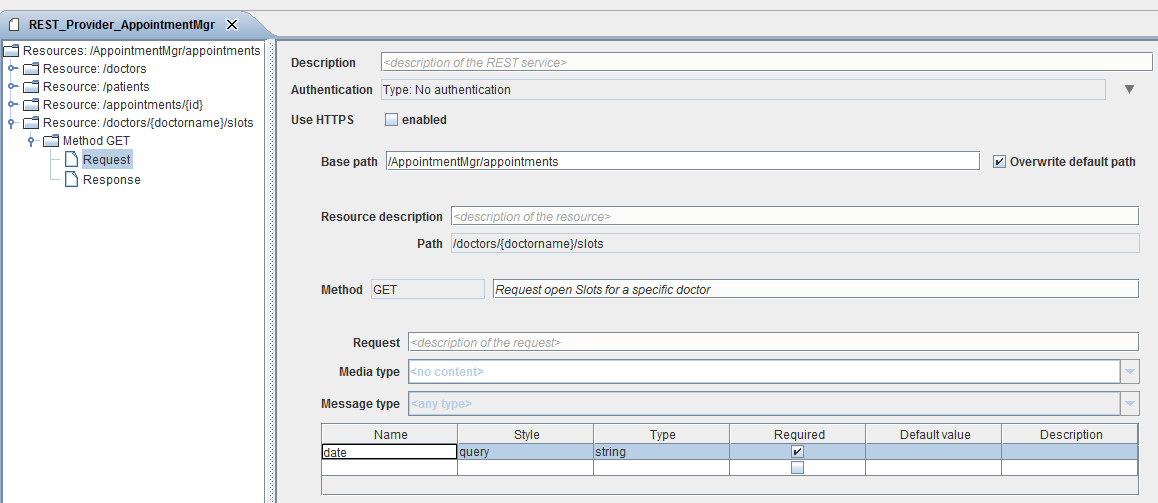 REST_Provider_AppointmentMgr
Resources: /AppointmentMgr/appointments
Resource: /doctors
Resource: /patients
Resource: /appointments/{id}
Resource: /doctors/{doctorname}/slots
Method GET
Request
Response
Description <description of the REST service>
Authentication Type: No authentication
Use HTTPS enabled
Base path /AppointmentMgr/appointments Overwrite default path
Resource description <description of the resource>
Path /doctors/{doctorname}/slots
Method GET Request open Slots for a specific doctor
Request <description of the request>
Media type <no content>
Message type <any type>
Name Style Type Required Default value Description
date query string